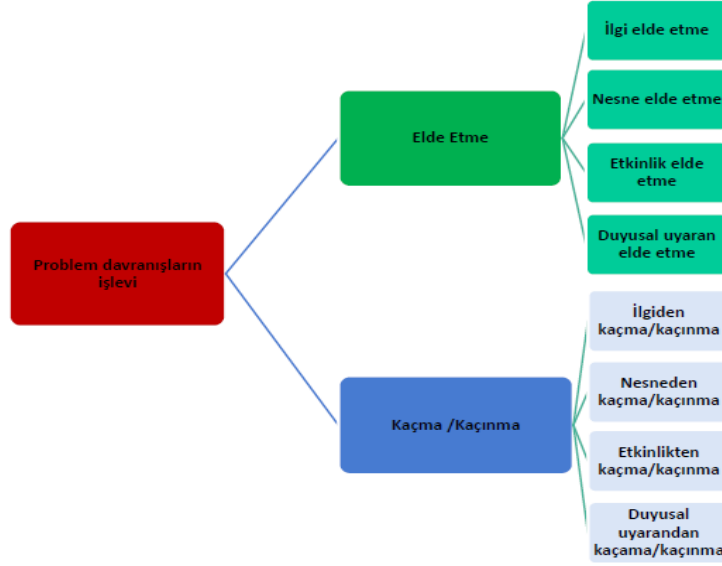 Problem davranışların
işlevi
Elde Etme
İlgi elde etme
Nesne elde etme
Etkinlik elde
etme
Duyusal uyaran
elde etme
Kaçma /Kaçınma
İlgiden
kaçma/kaçınma
Nesneden
kaçma/kaçınma
Etkinlikten
kaçma/kaçınma
Duyusal
uyarandan
kaçama/kaçınma